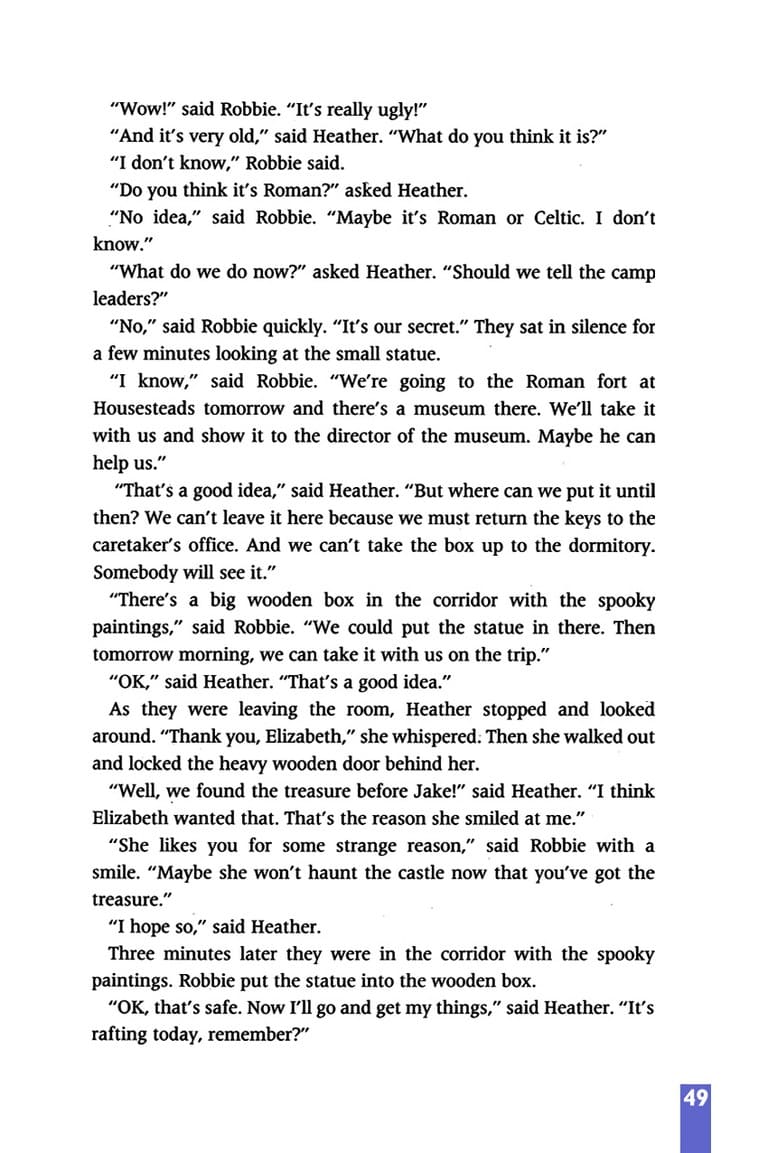 “Wow!” said Robbie. “It’s really ugly!”
“And it’s very old,” said Heather. “What do you think it is?”
“I don’t know,” Robbie said.
“Do you think it’s Roman?” asked Heather.
“No idea,” said Robbie. “Maybe it’s Roman or Celtic. I don’t
know.”
“What do we do now?” asked Heather. “Should we tell the camp
leaders?”
“No,” said Robbie quickly. “It’s our secret.” They sat in silence for
a few minutes looking at the small statue.
“I know,” said Robbie. “We’re going to the Roman fort at
Housesteads tomorrow and there’s a museum there. We’ll take it
with us and show it to the director of the museum. Maybe he can
help us.”
“That’s a good idea,” said Heather. “But where can we put it until
then? We can’t leave it here because we must return the keys to the
caretaker’s office. And we can’t take the box up to the dormitory.
Somebody will see it.”
“There’s a big wooden box in the corridor with the spooky
paintings,” said Robbie. “We could put the statue in there. Then
tomorrow morning, we can take it with us on the trip.”
“OK,” said Heather. “That’s a good idea.”
As they were leaving the room, Heather stopped and looked
around. “Thank you, Elizabeth,” she whispered. Then she walked out
and locked the heavy wooden door behind her.
“Well, we found the treasure before Jake!” said Heather. “I think
Elizabeth wanted that. That’s the reason she smiled at me.”
“She likes you for some strange reason,” said Robbie with a
smile. “Maybe she won’t haunt the castle now that you’ve got the
treasure.”
“I hope so,” said Heather.
Three minutes later they were in the corridor with the spooky
paintings. Robbie put the statue into the wooden box.
“OK, that’s safe. Now I’ll go and get my things,” said Heather. “It’s
rafting today, remember?”
49